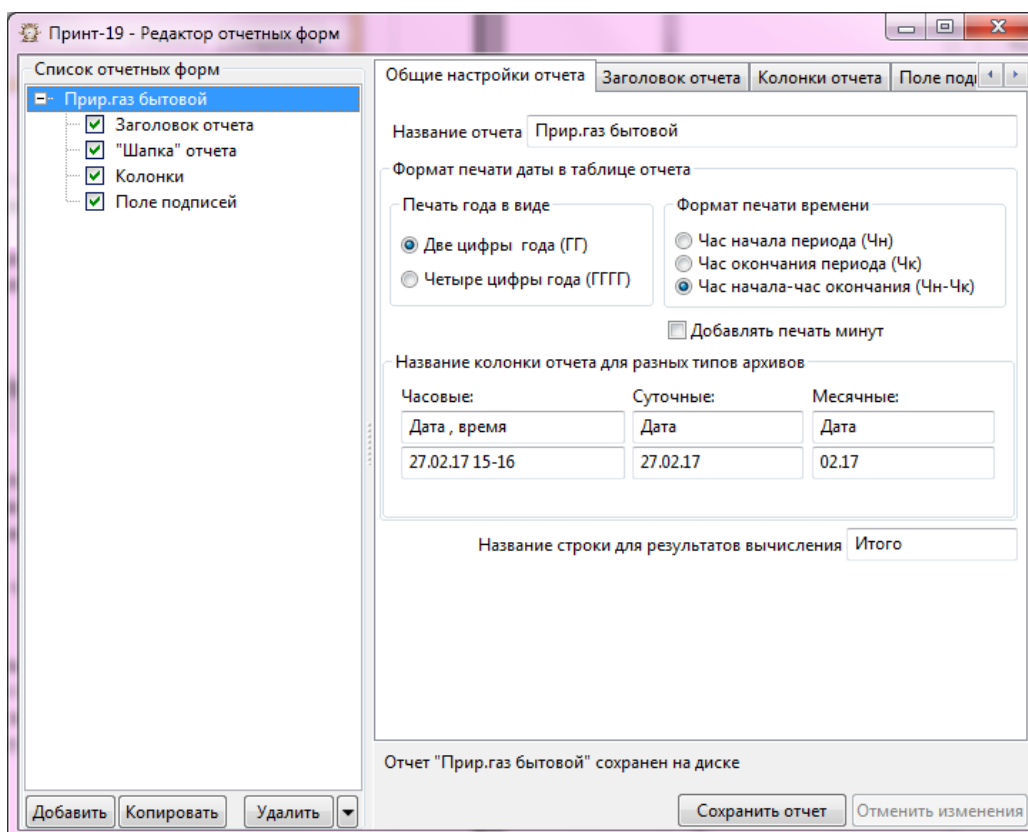 Принт-19 - Редактор отчетных форм
Список отчетных форм
Прир.газ бытовой
Заголовок отчета
"Шапка" отчета
Колонки
Поле подписей
Добавить Копировать Удалить
Общие настройки отчета Заголовок отчета Колонки отчета Поле под
Название отчета Прир.газ бытовой
Формат печати даты в таблице отчета
Печать года в виде
Две цифры года (ГГ)
Четыре цифры года (ГГГГ)
Формат печати времени
Час начала периода (Чн)
Час окончания периода (Чк)
Час начала-час окончания (Чн-Чк)
Добавлять печать минут
Название колонки отчета для разных типов архивов
Часовые: Суточные: Месячные:
Дата , время Дата Дата
27.02.17 15-16 27.02.17 02.17
Название строки для результатов вычисления Итого
Отчет "Прир.газ бытовой" сохранен на диске
Сохранить отчет Отменить изменения